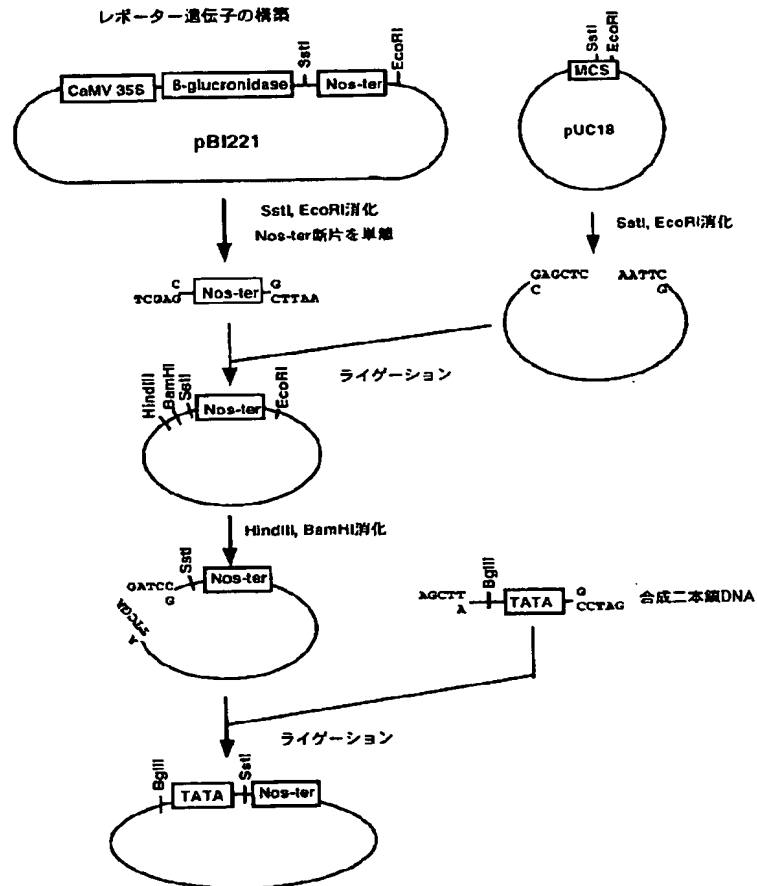 レポーター遺伝子の構築
SstI
EcoRI
CaMV 35S
B-glucronidase
Nos-ter
pBI221
SstI
EcoRI
MCS
pUC18
SstI, EcoRI消化
Nos-ter断片を単離
SstI, EcoRI消化
C
TCGAG
Nos-ter
G
CTTAA
GAGCTC
C
AATTC
G
ライゲーション
HindIII
BamHI
SstI
Nos-ter
EcoRI
HindIII, BamHI消化
SstI
GATCC
G
Nos-ter
TTCGA
A
BglII
AGCTT
A
TATA
G
CCTAG
合成二本鎖DNA
ライゲーション
BglII
TATA
SstI
Nos-ter